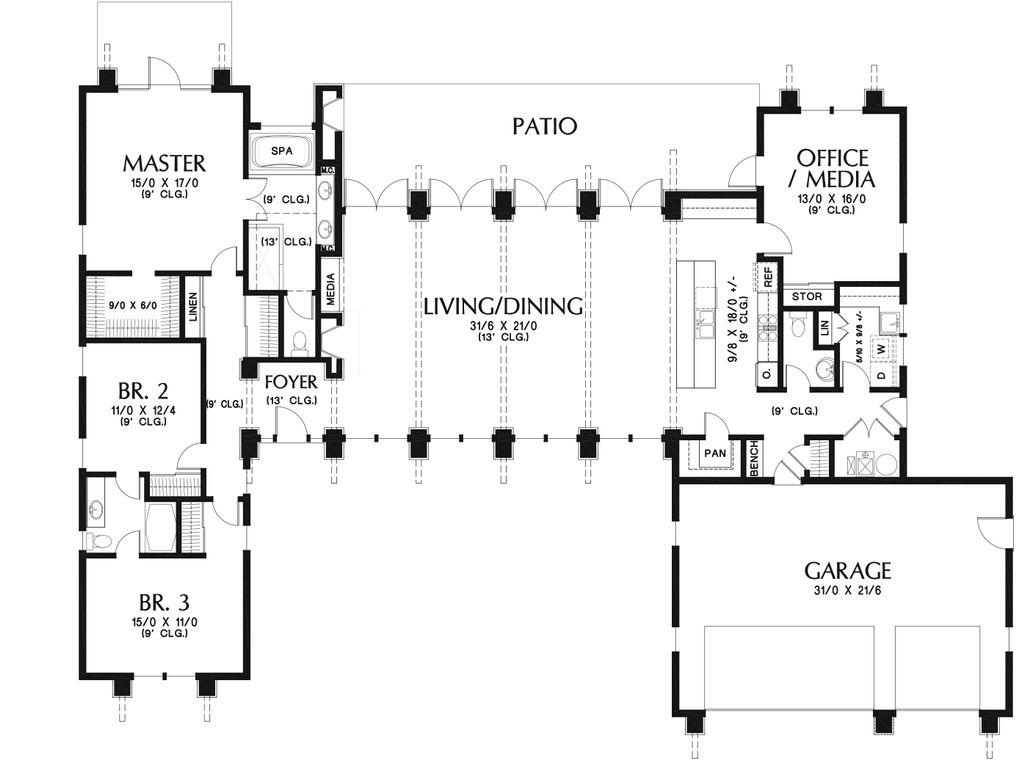 PATIO
MASTER
15/0 X 17/0
(9' CLG.)
SPA
M.C.
(9' CLG.)
(13' CLG.)
M.C.
OFFICE
/ MEDIA
13/0 X 16/0
(9' CLG.)
9/0 X 6/0
LINEN
MEDIA
LIVING/DINING
31/6 X 21/0
(13' CLG.)
9/8 X 18/0 +/-
(9' CLG.)
REF
STOR
LIN
5/10 X 9/8 +/-
D W
O.
BR. 2
11/0 X 12/4
(9' CLG.)
(9' CLG.)
FOYER
(13' CLG.)
(9' CLG.)
PAN
BENCH
BR. 3
15/0 X 11/0
(9' CLG.)
GARAGE
31/0 X 21/6